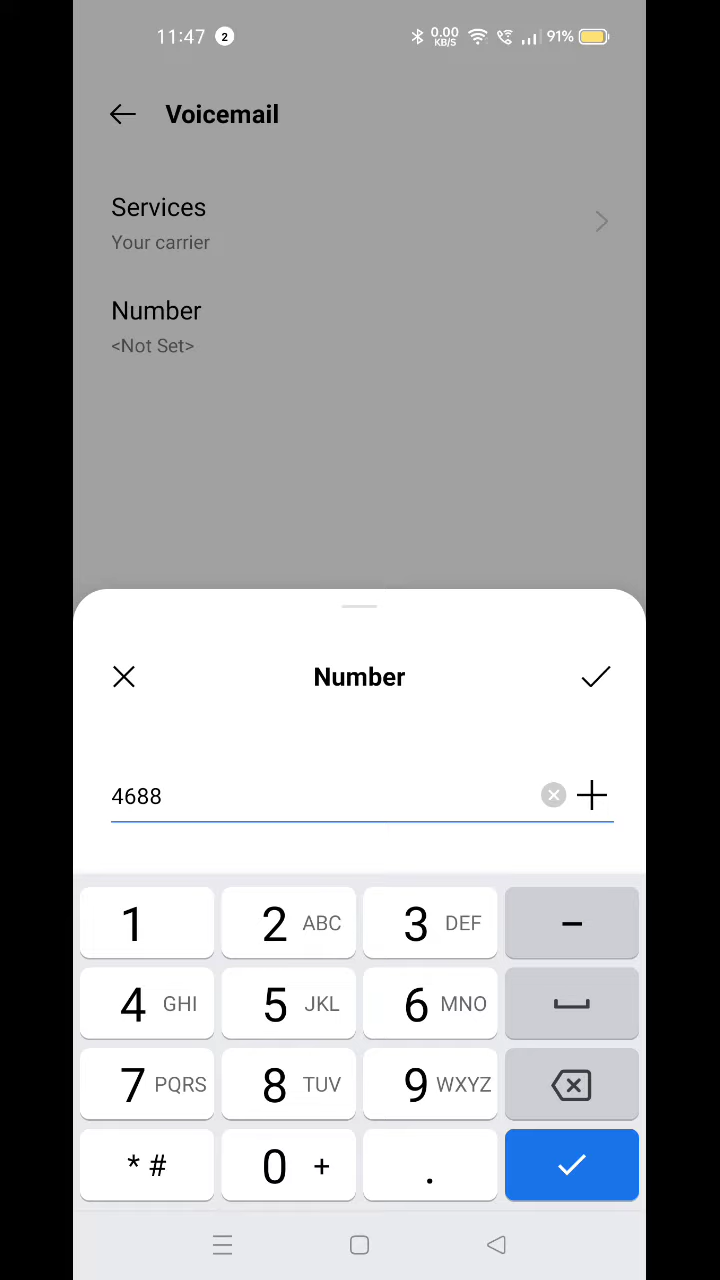 11:47 2 0.00 KB/S 91%
Voicemail
Services
Your carrier
Number
<Not Set>
Number
4688
1 2 ABC 3 DEF –
4 GHI 5 JKL 6 MNO
7 PQRS 8 TUV 9 WXYZ
* # 0 + .